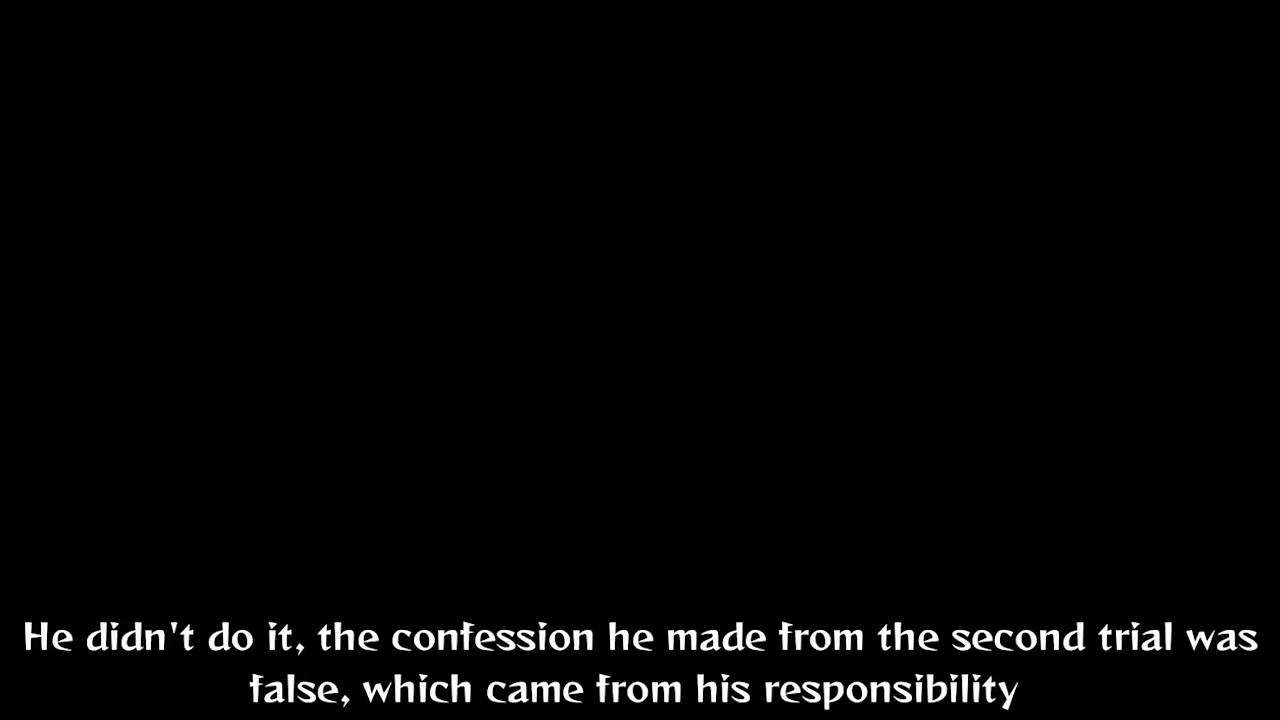 He didn't do it, the confession he made from the second trial was
false, which came from his responsibility